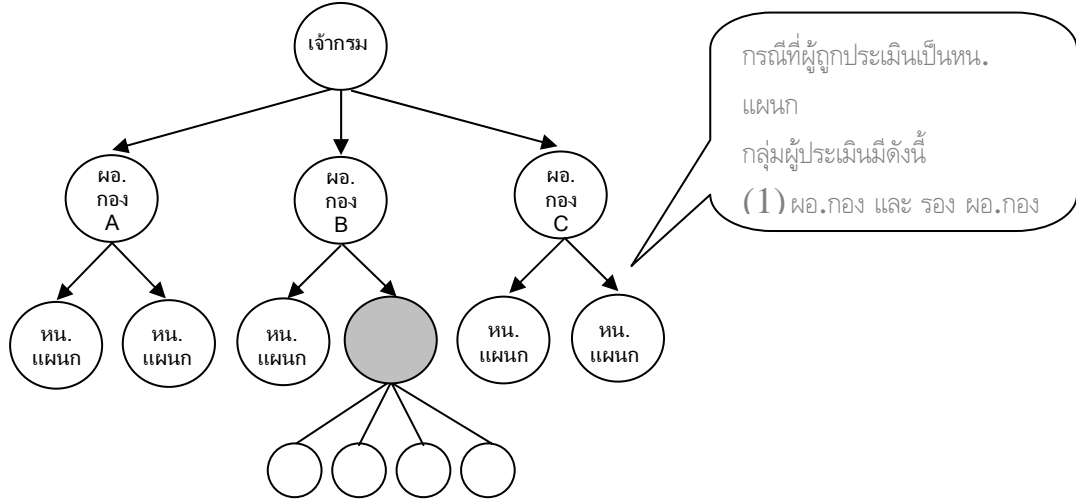 เจ้ากรม
กรณีที่ผู้ถูกประเมินเป็นหน.
แผนก
กลุ่มผู้ประเมินมีดังนี้
(1) ผอ.กอง และ รอง ผอ.กอง
ผอ.
กอง
A
ผอ.
กอง
B
ผอ.
กอง
C
หน.
แผนก
หน.
แผนก
หน.
แผนก
หน.
แผนก
หน.
แผนก